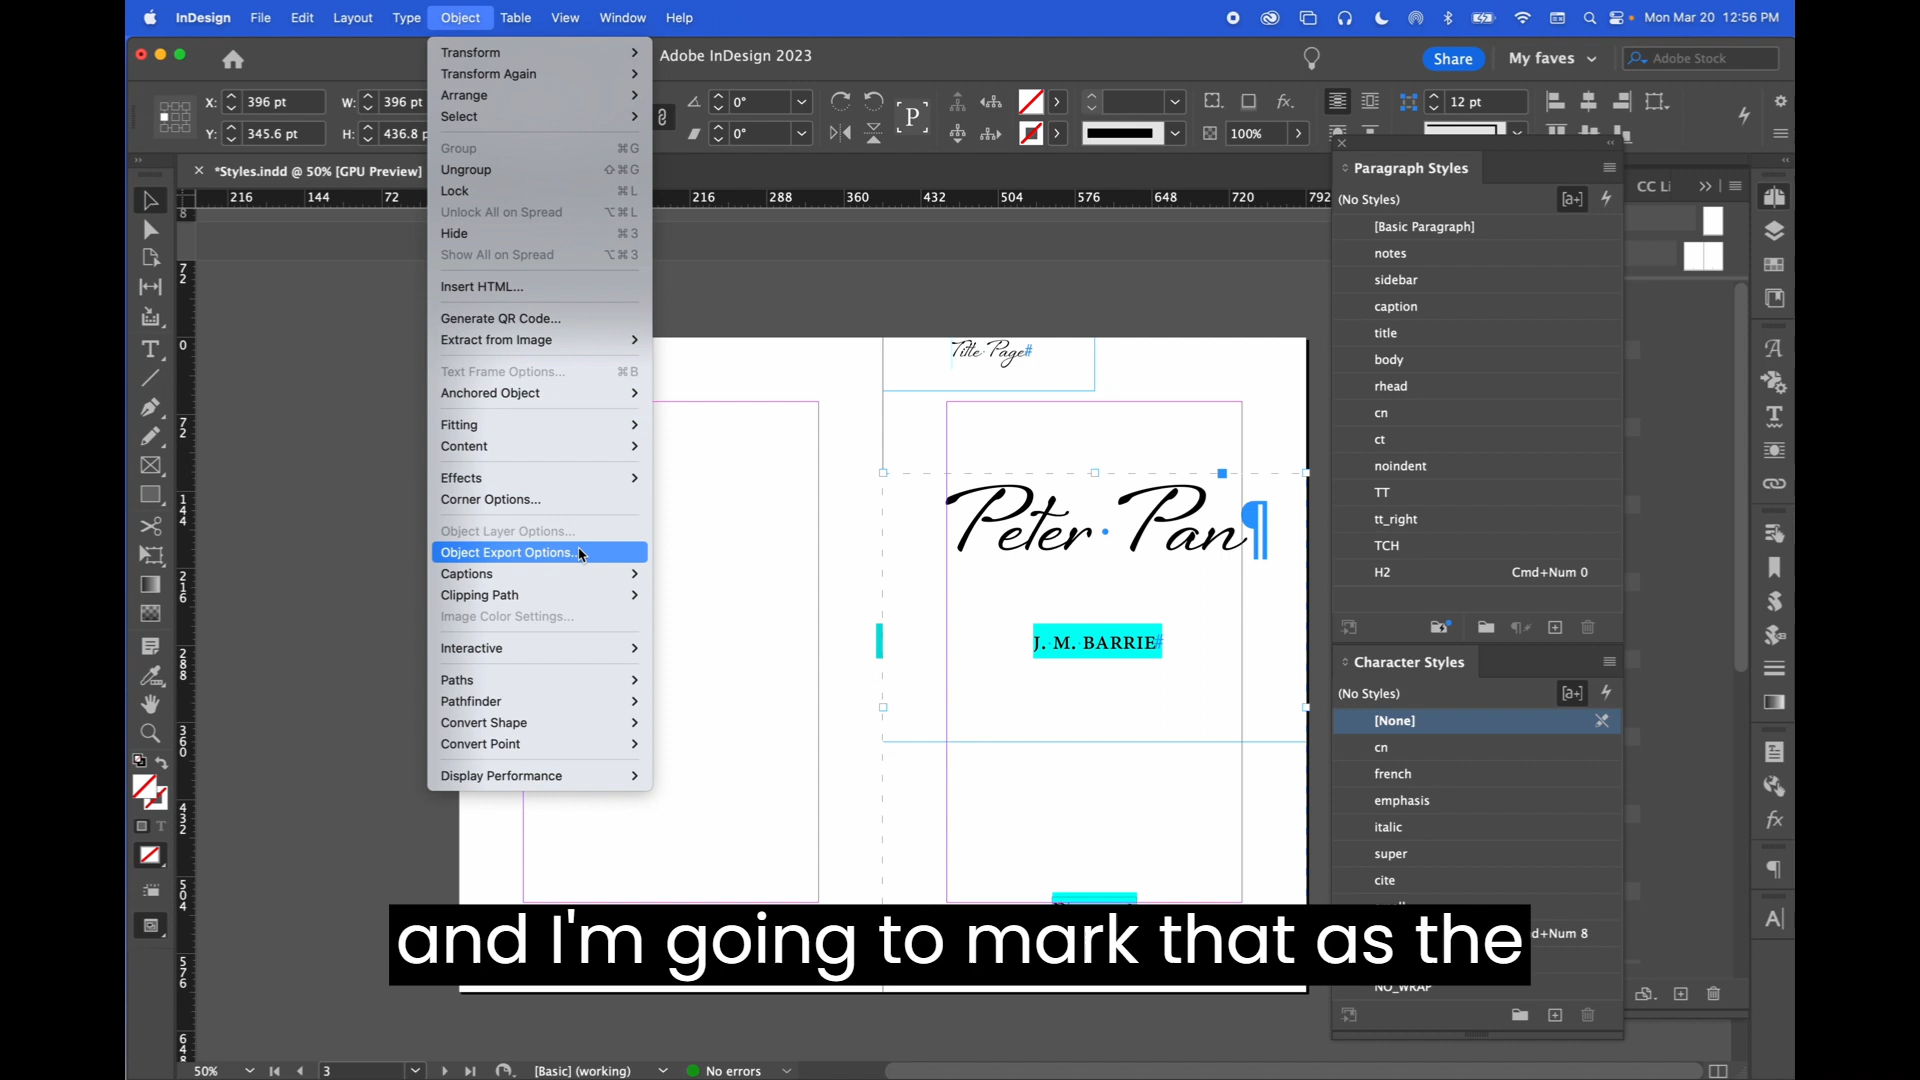 InDesign File Edit Layout Type Object Table View Window Help
Mon Mar 20 12:56 PM
Adobe InDesign 2023
Share
My faves
Adobe Stock
X: 396 pt
W: 396 pt
0°
12 pt
Y: 345.6 pt
H: 436.8 p
0°
100%
*Styles.indd @ 50% [GPU Preview]
216 144 72 216 288 360 432 504 576 648 720 792
Transform
Transform Again
Arrange
Select
Group ⌘G
Ungroup ⇧⌘G
Lock ⌘L
Unlock All on Spread ⌥⌘L
Hide ⌘3
Show All on Spread ⌥⌘3
Insert HTML...
Generate QR Code...
Extract from Image
Text Frame Options... ⌘B
Anchored Object
Fitting
Content
Effects
Corner Options...
Object Layer Options...
Object Export Options...
Captions
Clipping Path
Image Color Settings...
Interactive
Paths
Pathfinder
Convert Shape
Convert Point
Display Performance
Title Page#
Peter Pan¶
J. M. BARRIE#
Paragraph Styles
CC Li
(No Styles)
[Basic Paragraph]
notes
sidebar
caption
title
body
rhead
cn
ct
noindent
TT
tt_right
TCH
H2 Cmd+Num 0
Character Styles
(No Styles)
[None]
cn
french
emphasis
italic
super
cite
d+Num 8
NO_WRAP
and I'm going to mark that as the
50%
3
[Basic] (working)
No errors